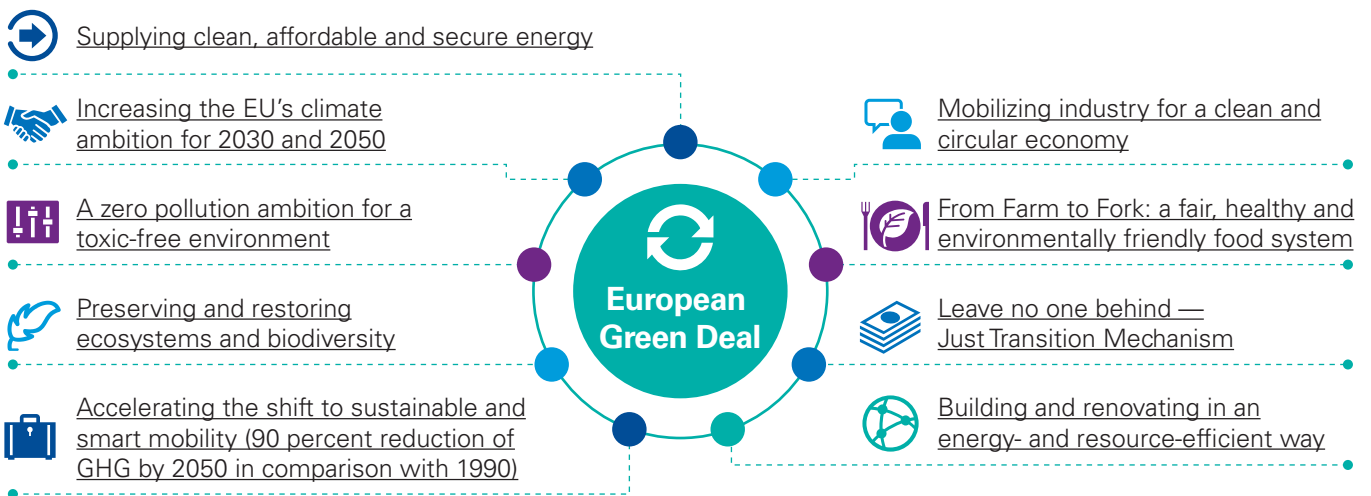 Supplying clean, affordable and secure energy
Increasing the EU's climate
ambition for 2030 and 2050
A zero pollution ambition for a
toxic-free environment
Preserving and restoring
ecosystems and biodiversity
Accelerating the shift to sustainable and
smart mobility (90 percent reduction of
GHG by 2050 in comparison with 1990)
European
Green Deal
Mobilizing industry for a clean and
circular economy
From Farm to Fork: a fair, healthy and
environmentally friendly food system
Leave no one behind —
Just Transition Mechanism
Building and renovating in an
energy- and resource-efficient way